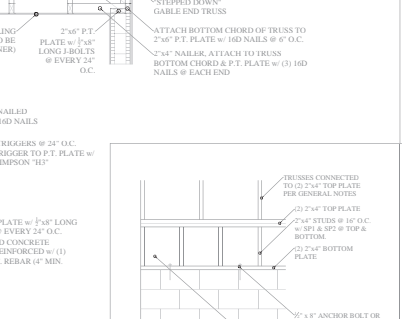 "STEPPED DOWN"
GABLE END TRUSS
ATTACH BOTTOM CHORD OF TRUSS TO
2"x6" P.T. PLATE w/ 16D NAILS @ 6" O.C.
2"x4" NAILER, ATTACH TO TRUSS
BOTTOM CHORD & P.T. PLATE w/ (3) 16D
NAILS @ EACH END
2"x6" P.T.
PLATE w/ ½"x8"
LONG J-BOLTS
@ EVERY 24"
O.C.
LING
D BE
NER)
NAILED
16D NAILS
TRIGGERS @ 24" O.C.
RIGGER TO P.T. PLATE w/
IMPSON "H3"
PLATE w/ ½"x8" LONG
@ EVERY 24" O.C.
D CONCRETE
REINFORCED w/ (1)
REBAR (4" MIN.
TRUSSES CONNECTED
TO (2) 2"x4" TOP PLATE
PER GENERAL NOTES
(2) 2"x4" TOP PLATE
2"x4" STUDS @ 16" O.C.
w/ SP1 & SP2 @ TOP &
BOTTOM.
(2) 2"x4" BOTTOM
PLATE
½" x 8" ANCHOR BOLT OR